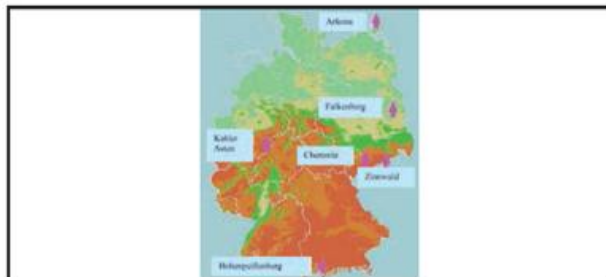 Arkona
Falkenberg
Kahler
Asten
Chemnitz
Zinnwald
Hohenpeißenberg